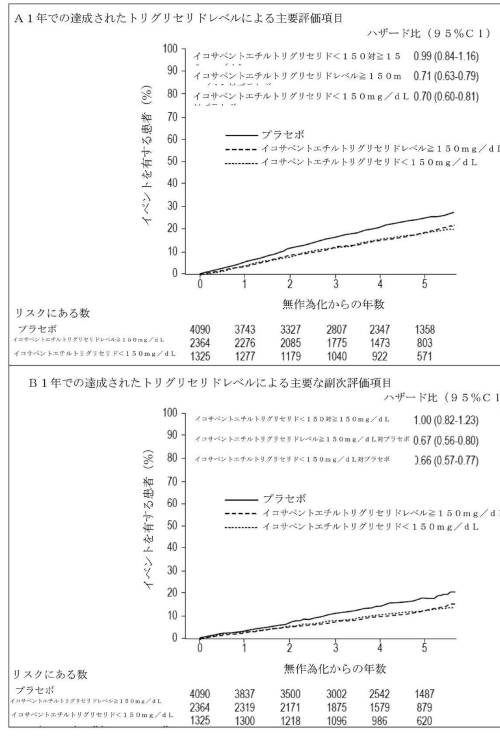 A 1年での達成されたトリグリセリドレベルによる主要評価項目
ハザード比（95%CI）
イコサペントエチルトリグリセリド<150対≧15
0.99 (0.84-1.16)
イコサペントエチルトリグリセリドレベル≧150m
0.71 (0.63-0.79)
イコサペントエチルトリグリセリド<150mg/dL
0.70 (0.60-0.81)
プラセボ
イコサペントエチルトリグリセリドレベル≧150mg/dL
イコサペントエチルトリグリセリド<150mg/dL
イベントを有する患者（%）
100
90
80
70
60
50
40
30
20
10
0
0 1 2 3 4 5
無作為化からの年数
リスクにある数
プラセボ 4090 3743 3327 2807 2347 1358
イコサペントエチルトリグリセリドレベル≧150mg/dL 2364 2276 2085 1775 1473 803
イコサペントエチルトリグリセリド<150mg/dL 1325 1277 1179 1040 922 571
B 1年での達成されたトリグリセリドレベルによる主要な副次評価項目
ハザード比（95%CI
イコサペントエチルトリグリセリド<150対≧150mg/dL 1.00 (0.82-1.23)
イコサペントエチルトリグリセリドレベル≧150mg/dL対プラセボ 0.67 (0.56-0.80)
イコサペントエチルトリグリセリド<150mg/dL対プラセボ 0.66 (0.57-0.77)
プラセボ
イコサペントエチルトリグリセリドレベル≧150mg/dL
イコサペントエチルトリグリセリド<150mg/dL
イベントを有する患者（%）
100
90
80
70
60
50
40
30
20
10
0
0 1 2 3 4 5
無作為化からの年数
リスクにある数
プラセボ 4090 3837 3500 3002 2542 1487
イコサペントエチルトリグリセリドレベル≧150mg/dL 2364 2319 2171 1875 1579 879
イコサペントエチルトリグリセリド<150mg/dL 1325 1300 1218 1096 986 620